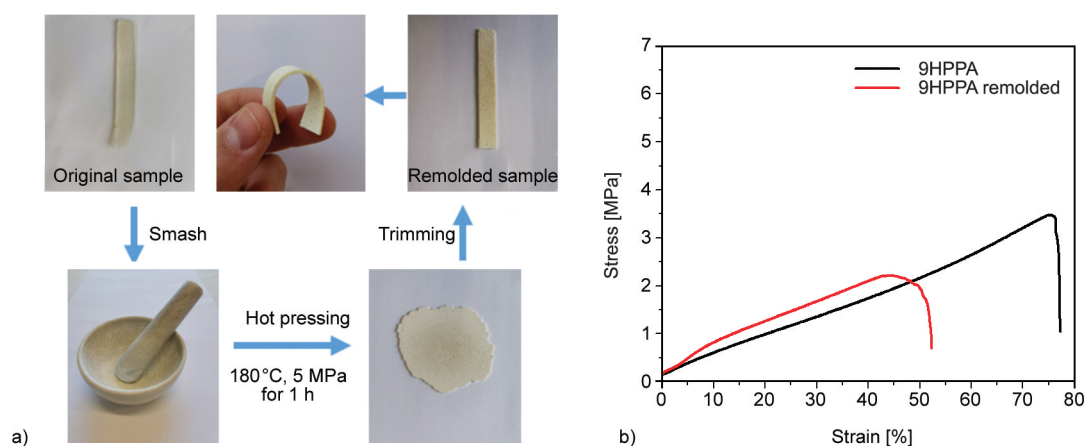 Original sample
Remolded sample
Smash
Trimming
Hot pressing
180°C, 5 MPa
for 1 h
a)
9HPPA
9HPPA remolded
Stress [MPa]
7
6
5
4
3
2
1
0
0 10 20 30 40 50 60 70 80
Strain [%]
b)